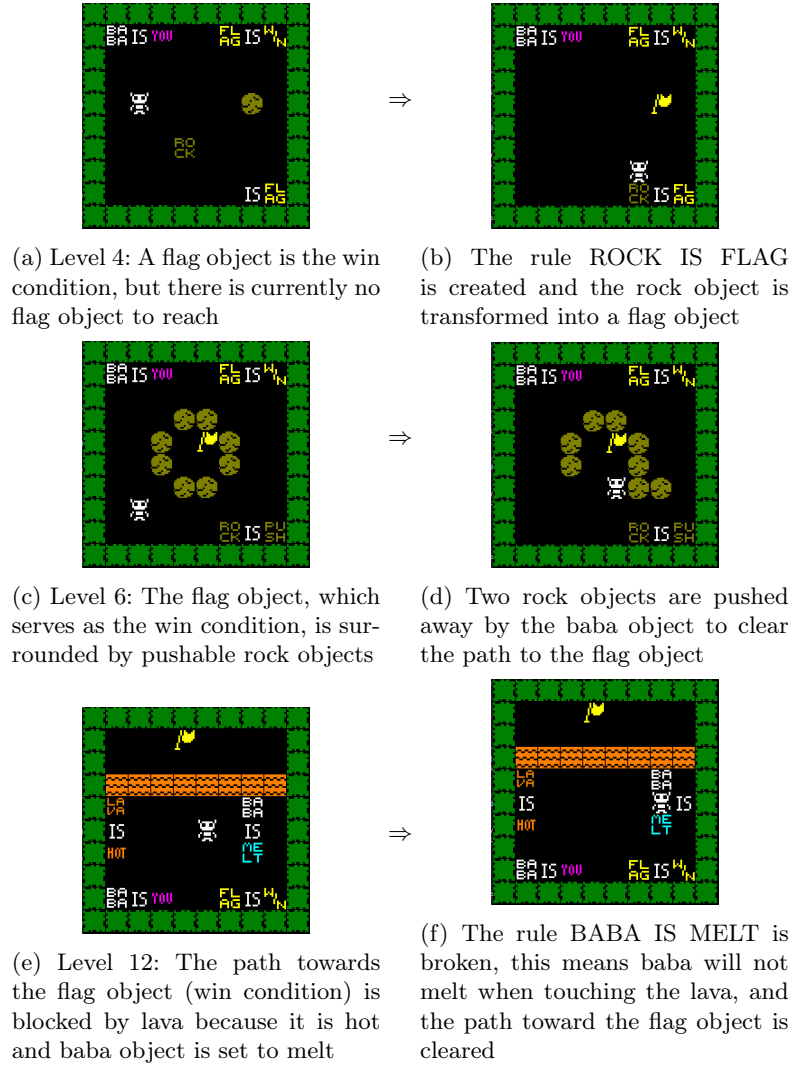 BA BA IS YOU FL AG IS WIN
BA BA IS YOU FL AG IS WIN
⇒
RO CK
IS FL AG
RO CK IS FL AG
(a) Level 4: A flag object is the win
condition, but there is currently no
flag object to reach
(b) The rule ROCK IS FLAG
is created and the rock object is
transformed into a flag object
BA BA IS YOU FL AG IS WIN
BA BA IS YOU FL AG IS WIN
⇒
RO CK IS PU SH
RO CK IS PU SH
(c) Level 6: The flag object, which
serves as the win condition, is sur-
rounded by pushable rock objects
(d) Two rock objects are pushed
away by the baba object to clear
the path to the flag object
LA VA BA BA
IS IS
HOT ME LT
BA BA IS YOU FL AG IS WIN
⇒
LA VA BA BA
IS IS
HOT ME LT
BA BA IS YOU FL AG IS WIN
(e) Level 12: The path towards
the flag object (win condition) is
blocked by lava because it is hot
and baba object is set to melt
(f) The rule BABA IS MELT is
broken, this means baba will not
melt when touching the lava, and
the path toward the flag object is
cleared